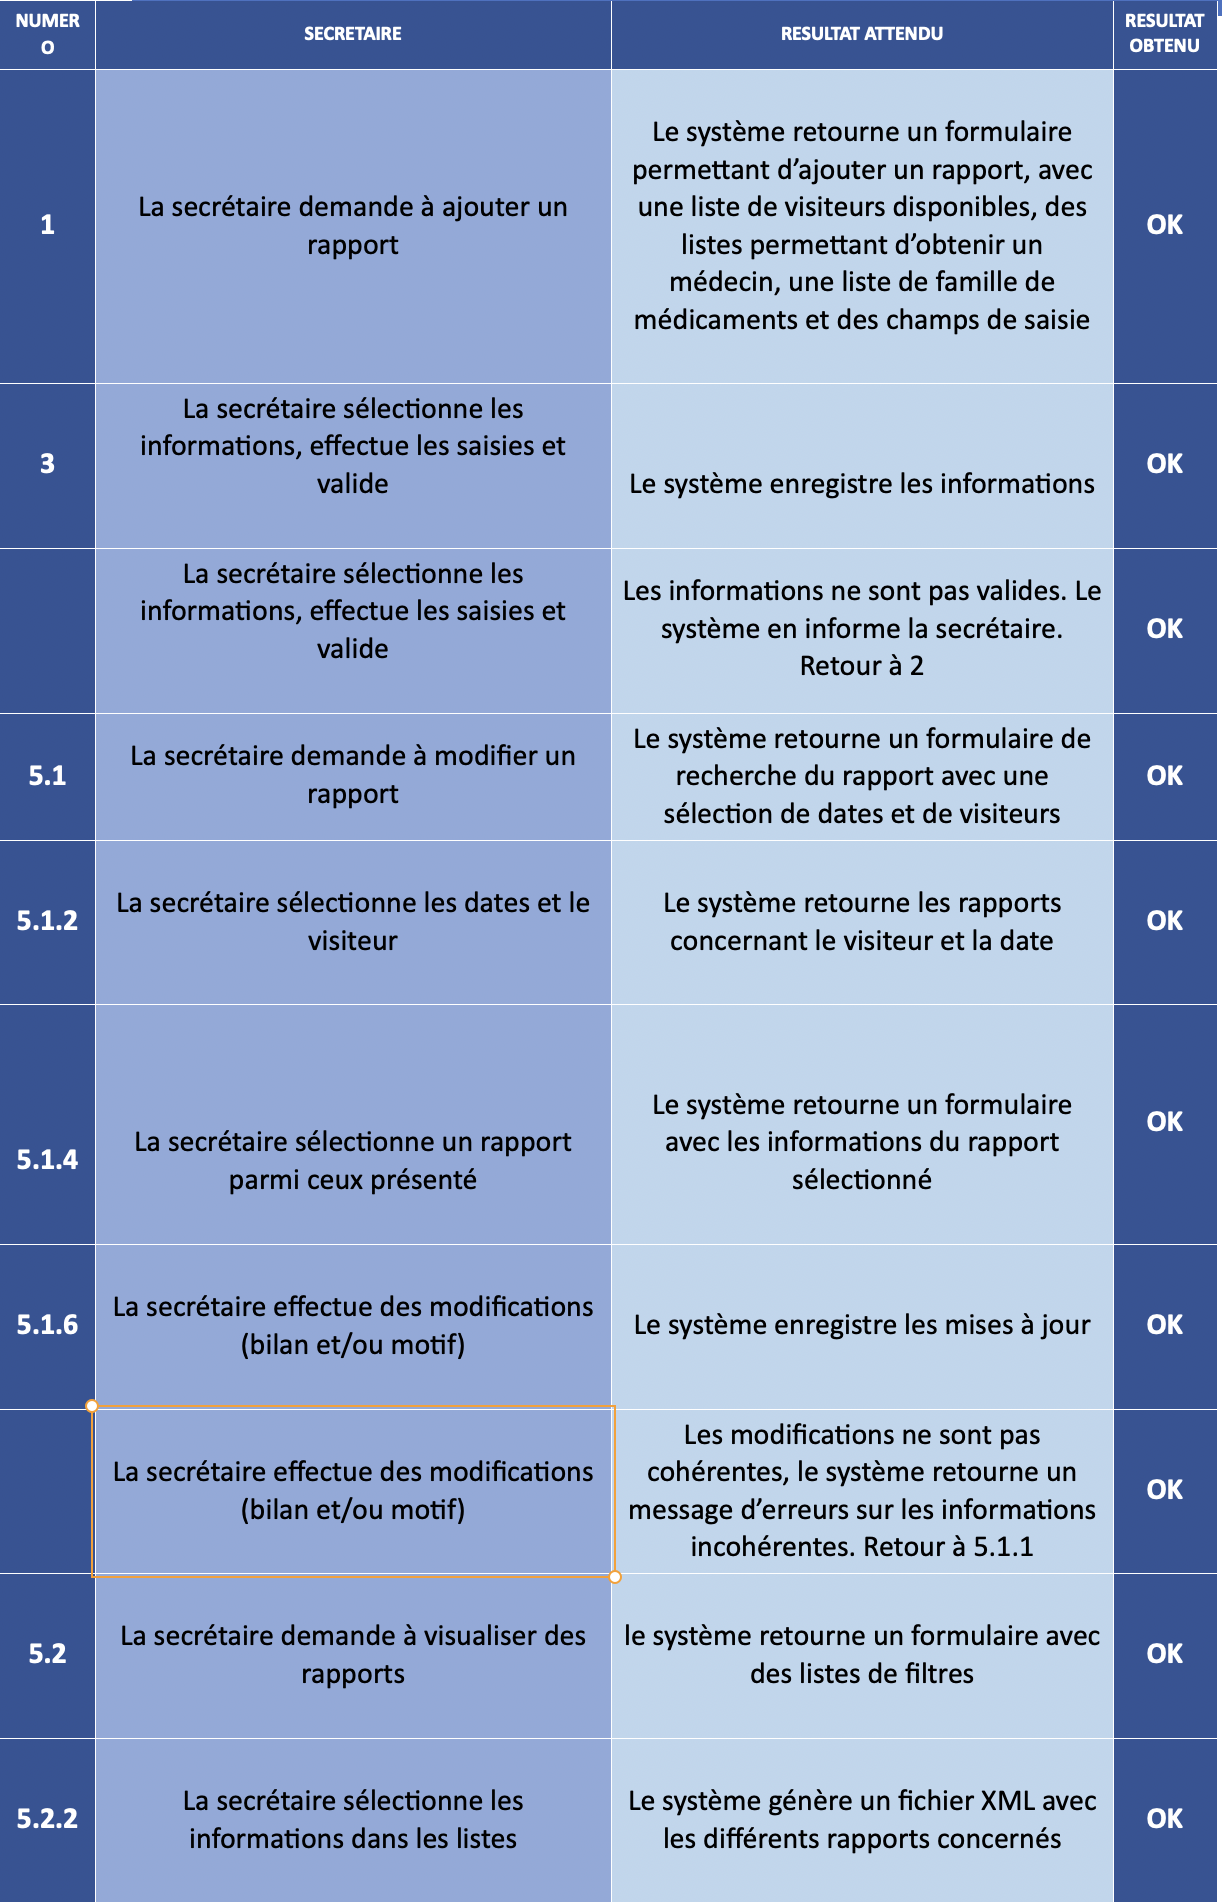 NUMER
O
SECRETAIRE
RESULTAT ATTENDU
RESULTAT
OBTENU
1
La secrétaire demande à ajouter un
rapport
Le système retourne un formulaire
permettant d’ajouter un rapport, avec
une liste de visiteurs disponibles, des
listes permettant d’obtenir un
médecin, une liste de famille de
médicaments et des champs de saisie
OK
3
La secrétaire sélectionne les
informations, effectue les saisies et
valide
Le système enregistre les informations
OK
La secrétaire sélectionne les
informations, effectue les saisies et
valide
Les informations ne sont pas valides. Le
système en informe la secrétaire.
Retour à 2
OK
5.1
La secrétaire demande à modifier un
rapport
Le système retourne un formulaire de
recherche du rapport avec une
sélection de dates et de visiteurs
OK
5.1.2
La secrétaire sélectionne les dates et le
visiteur
Le système retourne les rapports
concernant le visiteur et la date
OK
5.1.4
La secrétaire sélectionne un rapport
parmi ceux présenté
Le système retourne un formulaire
avec les informations du rapport
sélectionné
OK
5.1.6
La secrétaire effectue des modifications
(bilan et/ou motif)
Le système enregistre les mises à jour
OK
La secrétaire effectue des modifications
(bilan et/ou motif)
Les modifications ne sont pas
cohérentes, le système retourne un
message d’erreurs sur les informations
incohérentes. Retour à 5.1.1
OK
5.2
La secrétaire demande à visualiser des
rapports
le système retourne un formulaire avec
des listes de filtres
OK
5.2.2
La secrétaire sélectionne les
informations dans les listes
Le système génère un fichier XML avec
les différents rapports concernés
OK